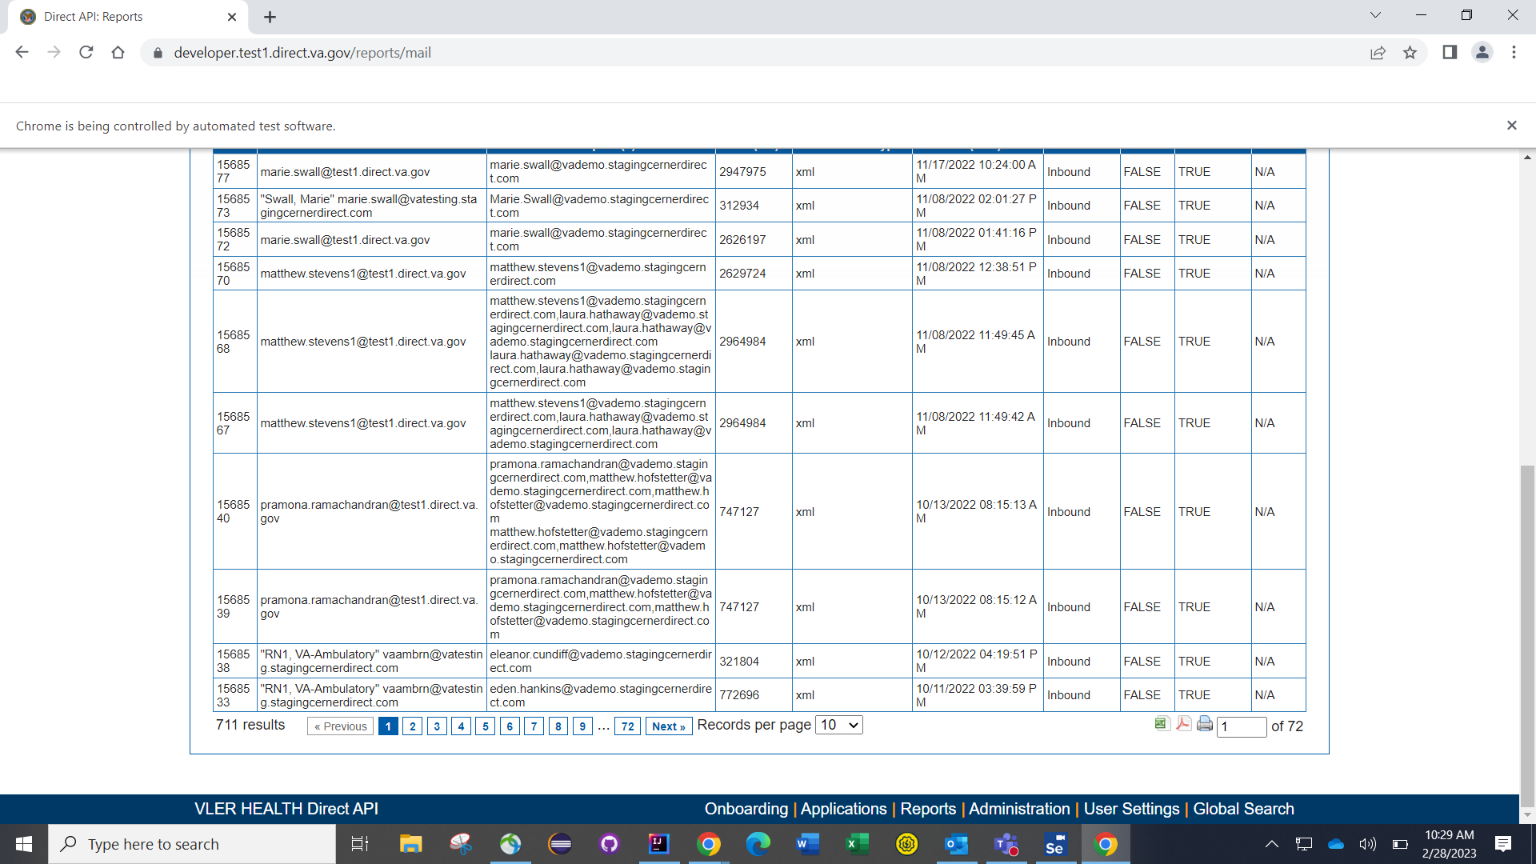 Direct API: Reports
developer.test1.direct.va.gov/reports/mail
Chrome is being controlled by automated test software.
15685
77
marie.swall@test1.direct.va.gov
marie.swall@vademo.stagingcernerdirec
t.com
2947975
xml
11/17/2022 10:24:00 A
M
Inbound
FALSE
TRUE
N/A
15685
73
"Swall, Marie" marie.swall@vatesting.sta
gingcernerdirect.com
Marie.Swall@vademo.stagingcernerdirec
t.com
312934
xml
11/08/2022 02:01:27 P
M
Inbound
FALSE
TRUE
N/A
15685
72
marie.swall@test1.direct.va.gov
marie.swall@vademo.stagingcernerdirec
t.com
2626197
xml
11/08/2022 01:41:16 P
M
Inbound
FALSE
TRUE
N/A
15685
70
matthew.stevens1@test1.direct.va.gov
matthew.stevens1@vademo.stagingcern
erdirect.com
2629724
xml
11/08/2022 12:38:51 P
M
Inbound
FALSE
TRUE
N/A
15685
68
matthew.stevens1@test1.direct.va.gov
matthew.stevens1@vademo.stagingcern
erdirect.com,laura.hathaway@vademo.st
agingcernerdirect.com,laura.hathaway@v
ademo.stagingcernerdirect.com
laura.hathaway@vademo.stagingcernerdi
rect.com,laura.hathaway@vademo.stagin
gcernerdirect.com
2964984
xml
11/08/2022 11:49:45 A
M
Inbound
FALSE
TRUE
N/A
15685
67
matthew.stevens1@test1.direct.va.gov
matthew.stevens1@vademo.stagingcern
erdirect.com,laura.hathaway@vademo.st
agingcernerdirect.com,laura.hathaway@v
ademo.stagingcernerdirect.com
2964984
xml
11/08/2022 11:49:42 A
M
Inbound
FALSE
TRUE
N/A
15685
40
pramona.ramachandran@test1.direct.va.
gov
pramona.ramachandran@vademo.stagin
gcernerdirect.com,matthew.hofstetter@va
demo.stagingcernerdirect.com,matthew.h
ofstetter@vademo.stagingcernerdirect.co
m
matthew.hofstetter@vademo.stagingcern
erdirect.com,matthew.hofstetter@vadem
o.stagingcernerdirect.com
747127
xml
10/13/2022 08:15:13 A
M
Inbound
FALSE
TRUE
N/A
15685
39
pramona.ramachandran@test1.direct.va.
gov
pramona.ramachandran@vademo.stagin
gcernerdirect.com,matthew.hofstetter@va
demo.stagingcernerdirect.com,matthew.h
ofstetter@vademo.stagingcernerdirect.co
m
747127
xml
10/13/2022 08:15:12 A
M
Inbound
FALSE
TRUE
N/A
15685
38
"RN1, VA-Ambulatory" vaambrn@vatestin
g.stagingcernerdirect.com
eleanor.cundiff@vademo.stagingcernerdir
ect.com
321804
xml
10/12/2022 04:19:51 P
M
Inbound
FALSE
TRUE
N/A
15685
33
"RN1, VA-Ambulatory" vaambrn@vatestin
g.stagingcernerdirect.com
eden.hankins@vademo.stagingcernerdire
ct.com
772696
xml
10/11/2022 03:39:59 P
M
Inbound
FALSE
TRUE
N/A
711 results « Previous 1 2 3 4 5 6 7 8 9 ... 72 Next » Records per page 10 1 of 72
VLER HEALTH Direct API Onboarding | Applications | Reports | Administration | User Settings | Global Search
Type here to search
10:29 AM
2/28/2023